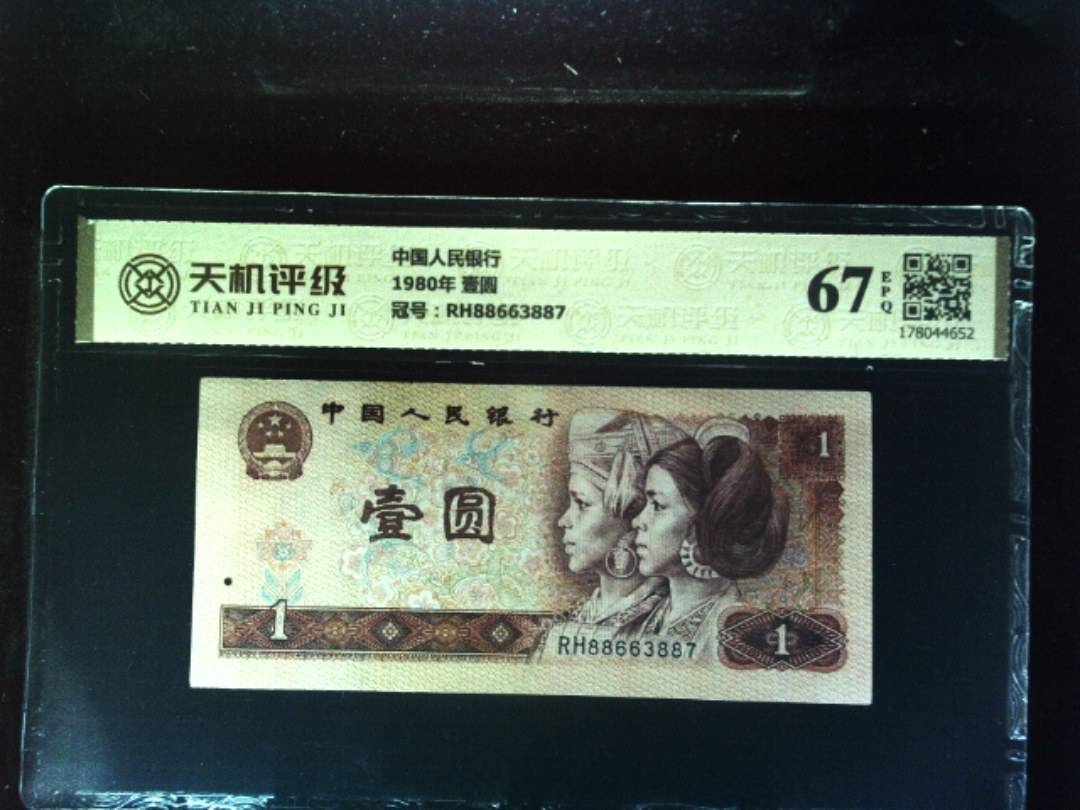 天机评级
TIAN JI PING JI
中国人民银行
1980年 壹圆
冠号：RH88663887
67
EPQ
178044652
中国人民银行
1
壹圆
1
RH88663887
1